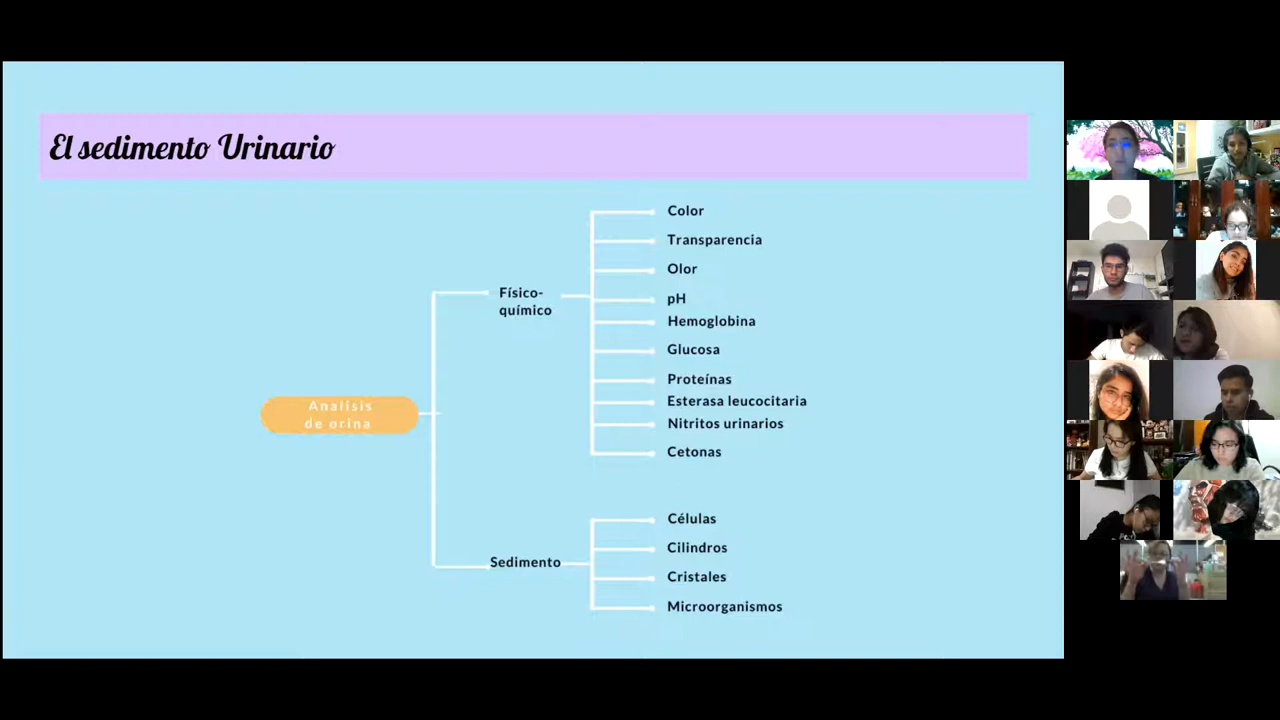 El sedimento Urinario
Color
Transparencia
Olor
Físico-
químico
pH
Hemoglobina
Glucosa
Proteínas
Esterasa leucocitaria
Analisis
de orina
Nitritos urinarios
Cetonas
Células
Cilindros
Sedimento
Cristales
Microorganismos